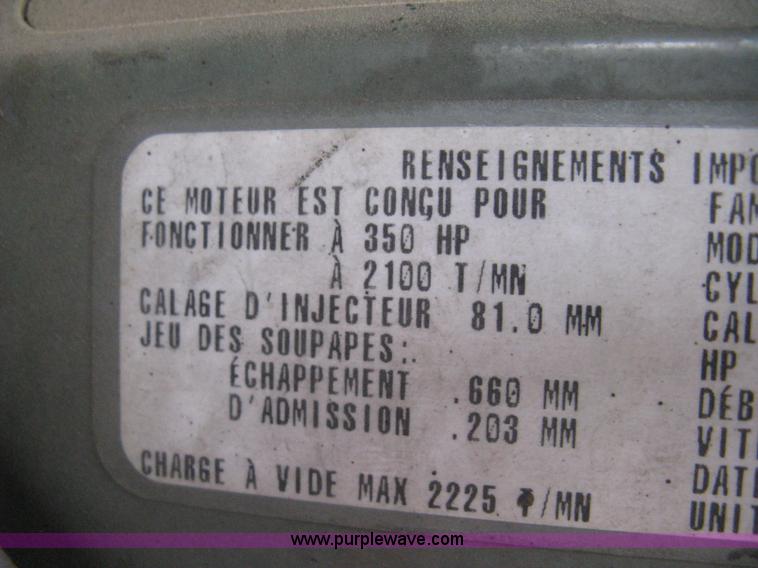 RENSEIGNEMENTS
CE MOTEUR EST CONÇU POUR
FONCTIONNER À 350 HP
À 2100 T/MN
CALAGE D'INJECTEUR 81.0 MM
JEU DES SOUPAPES:
ÉCHAPPEMENT .660 MM
D'ADMISSION .203 MM
CHARGE À VIDE MAX 2225 T/MN
IMPO
FAM
MOD
CYL
CAL
HP
DÉB
VIT
DATE
UNIT
www.purplewave.com